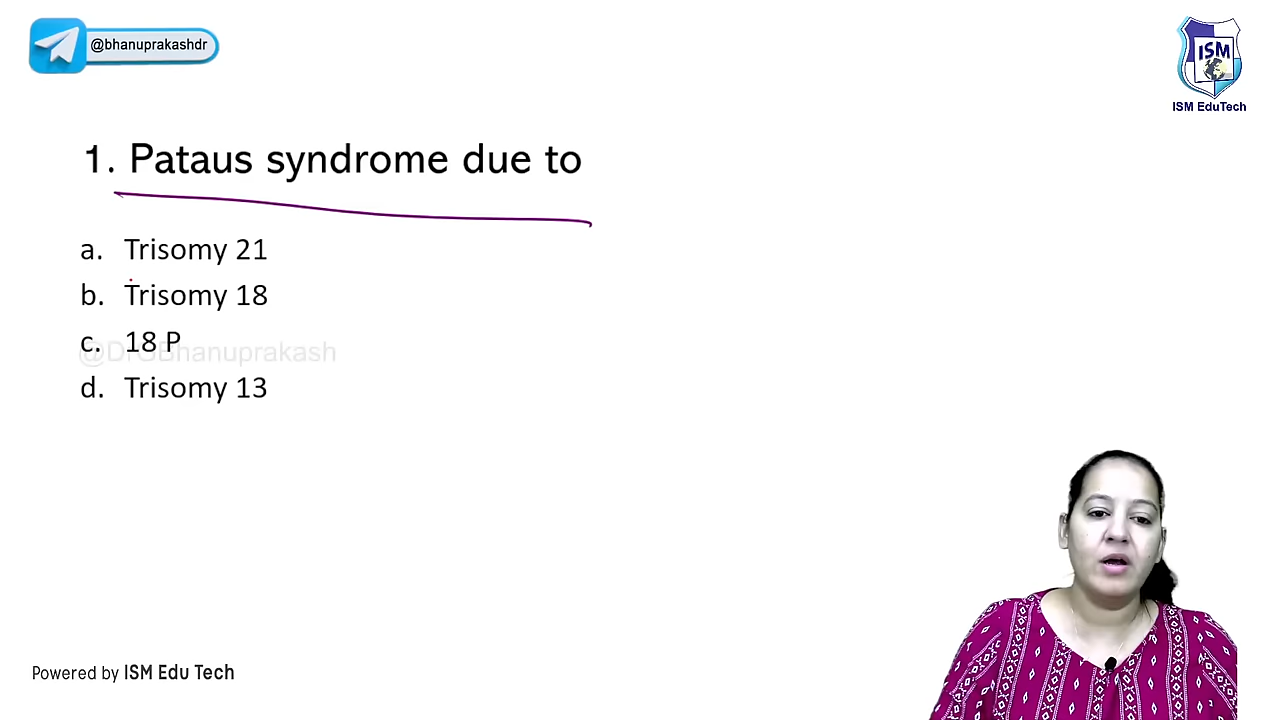 @bhanuprakashdr
ISM
ISM EduTech
1. Pataus syndrome due to
a. Trisomy 21
b. Trisomy 18
c. 18 P
d. Trisomy 13
Powered by ISM Edu Tech